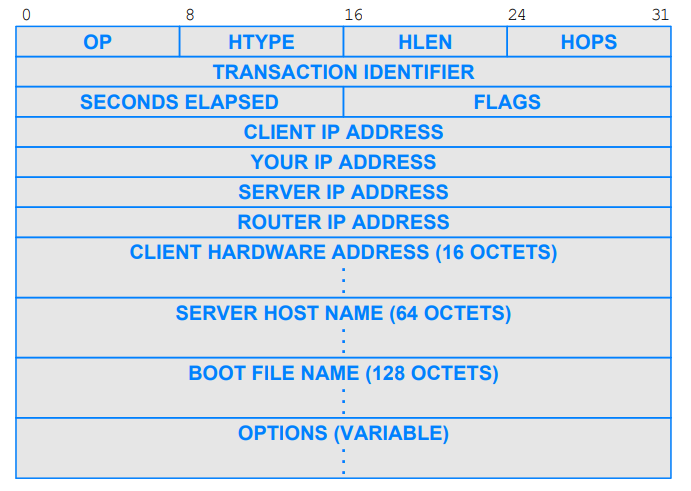 0 8 16 24 31
OP HTYPE HLEN HOPS
TRANSACTION IDENTIFIER
SECONDS ELAPSED FLAGS
CLIENT IP ADDRESS
YOUR IP ADDRESS
SERVER IP ADDRESS
ROUTER IP ADDRESS
CLIENT HARDWARE ADDRESS (16 OCTETS)
SERVER HOST NAME (64 OCTETS)
BOOT FILE NAME (128 OCTETS)
OPTIONS (VARIABLE)